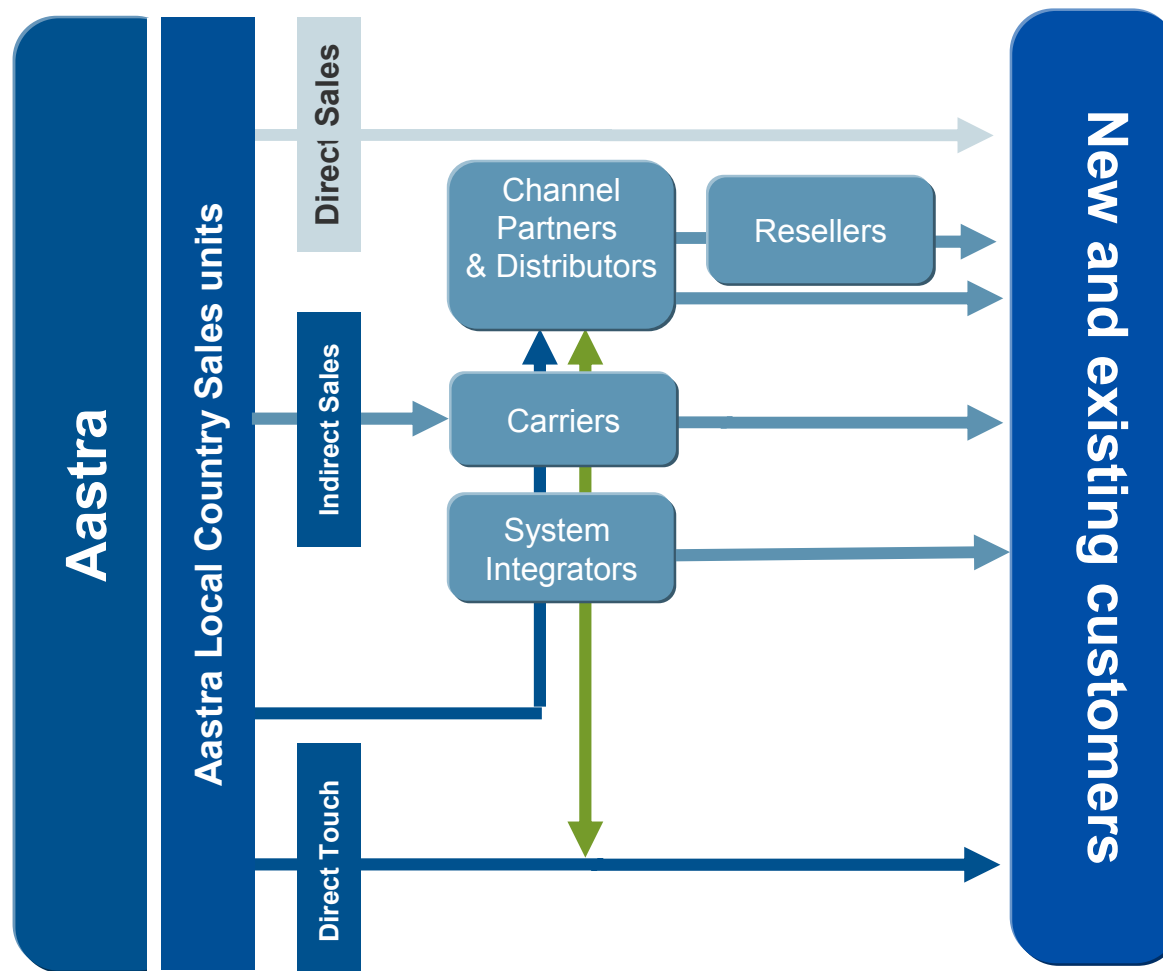 Aastra
Aastra Local Country Sales units
Direct Sales
Indirect Sales
Direct Touch
Channel
Partners
& Distributors
Resellers
Carriers
System
Integrators
New and existing customers